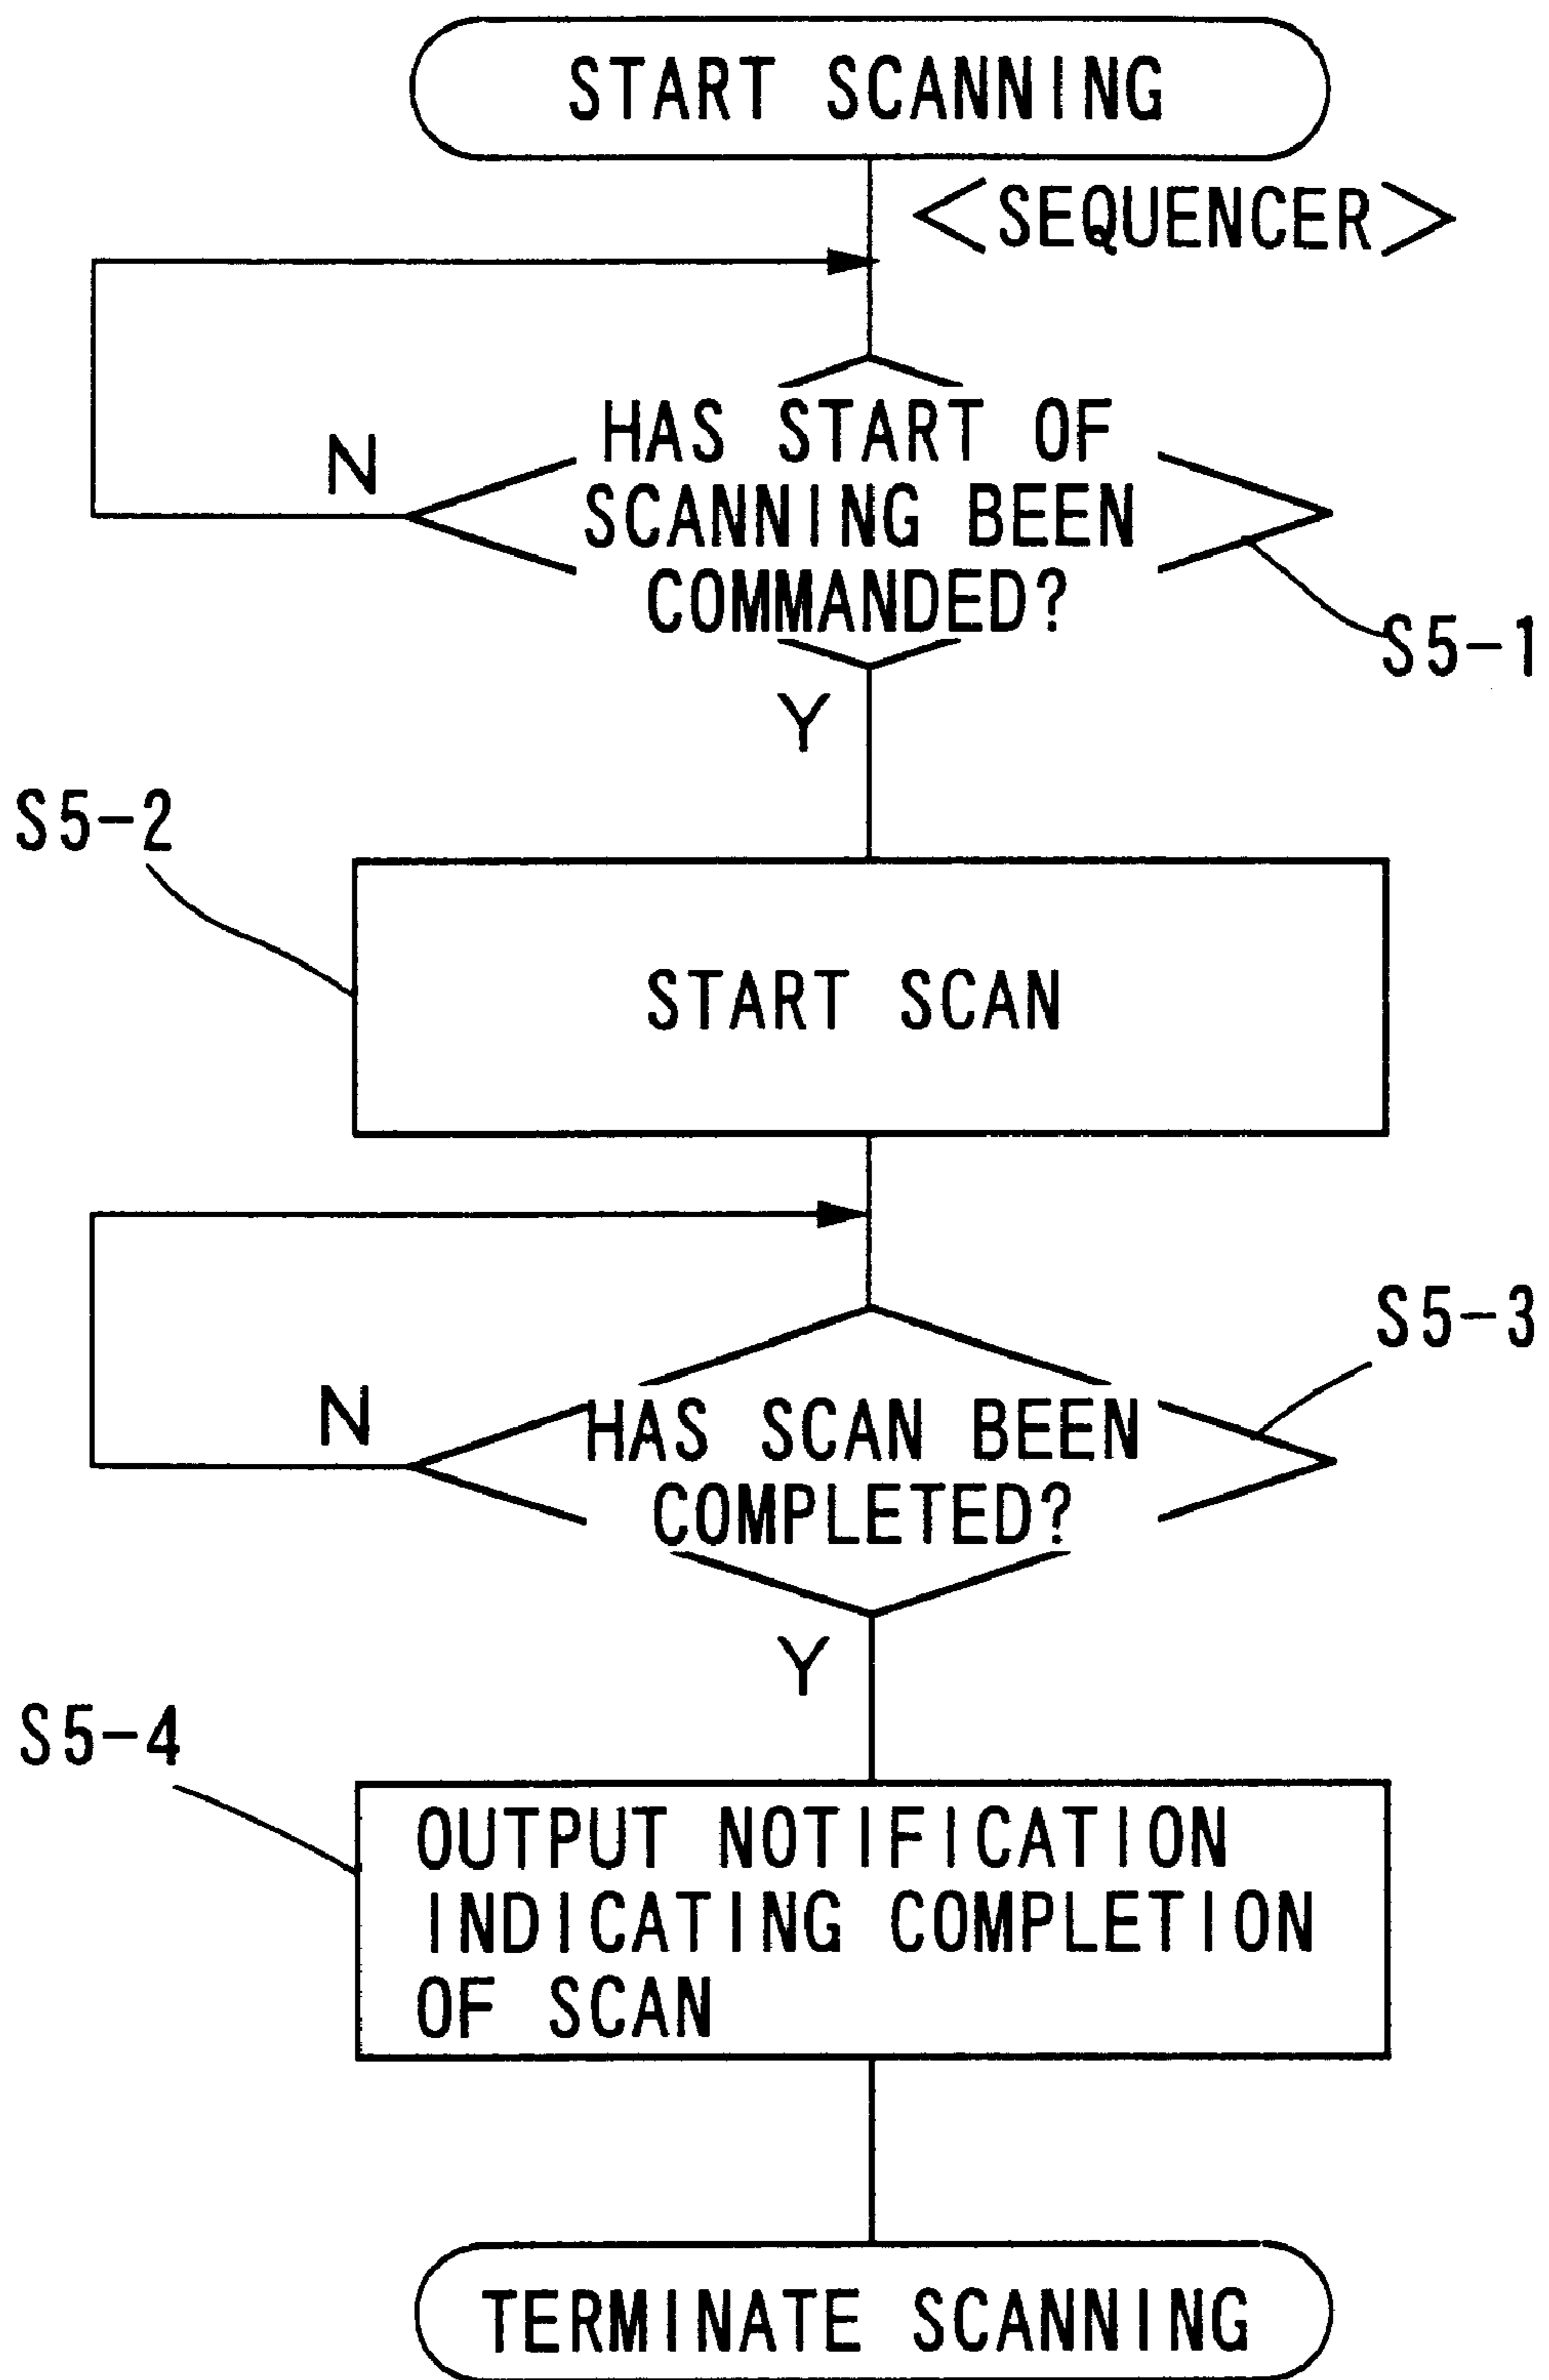 START SCANNING
<SEQUENCER>
HAS START OF
SCANNING BEEN
COMMANDED?
N
S5-1
Y
S5-2
START SCAN
S5-3
HAS SCAN BEEN
COMPLETED?
N
Y
S5-4
OUTPUT NOTIFICATION
INDICATING COMPLETION
OF SCAN
TERMINATE SCANNING